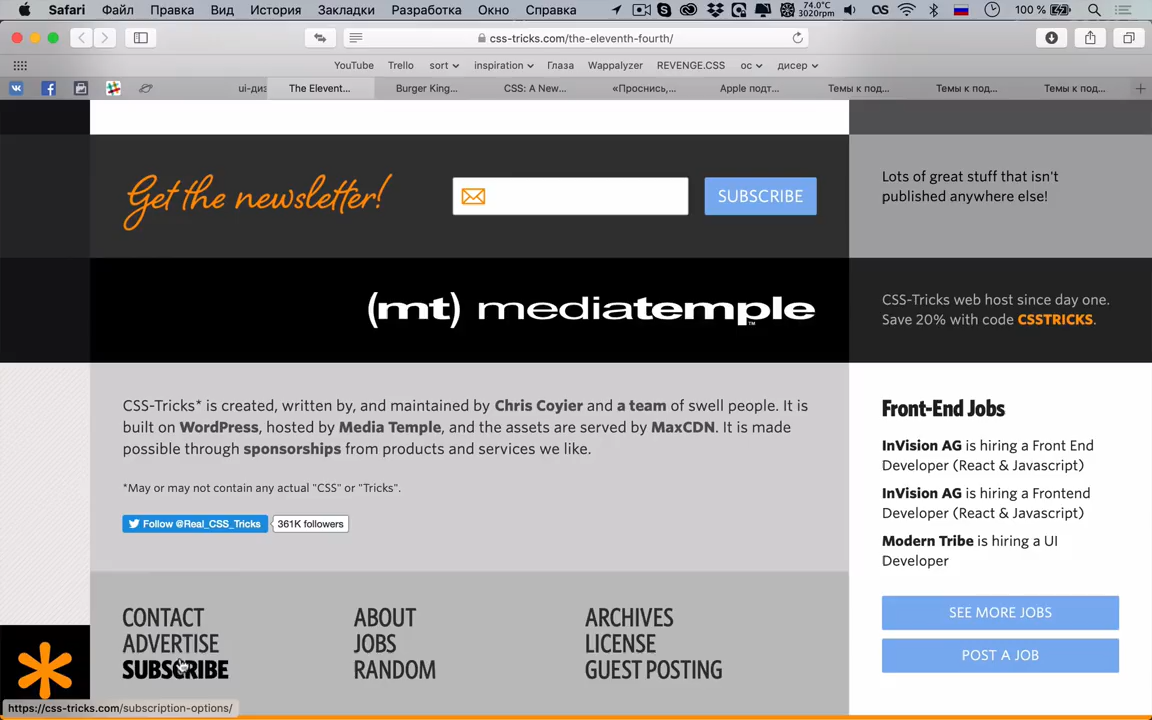 Safari Файл Правка Вид История Закладки Разработка Окно Справка 74.0°C 3020rpm 100 %
css-tricks.com/the-eleventh-fourth/
YouTube Trello sort inspiration Глаза Wappalyzer REVENGE.CSS ос дисер
ui-диз The Elevent... Burger King... CSS: A New... «Проснись,... Apple подт... Темы к под... Темы к под... Темы к под...
Get the newsletter!
SUBSCRIBE
Lots of great stuff that isn't
published anywhere else!
(mt) mediatemple™
CSS-Tricks web host since day one.
Save 20% with code CSSTRICKS.
CSS-Tricks* is created, written by, and maintained by Chris Coyier and a team of swell people. It is
built on WordPress, hosted by Media Temple, and the assets are served by MaxCDN. It is made
possible through sponsorships from products and services we like.
*May or may not contain any actual "CSS" or "Tricks".
Follow @Real_CSS_Tricks 361K followers
Front-End Jobs
InVision AG is hiring a Front End
Developer (React & Javascript)
InVision AG is hiring a Frontend
Developer (React & Javascript)
Modern Tribe is hiring a UI
Developer
SEE MORE JOBS
POST A JOB
CONTACT ABOUT ARCHIVES
ADVERTISE JOBS LICENSE
SUBSCRIBE RANDOM GUEST POSTING
https://css-tricks.com/subscription-options/